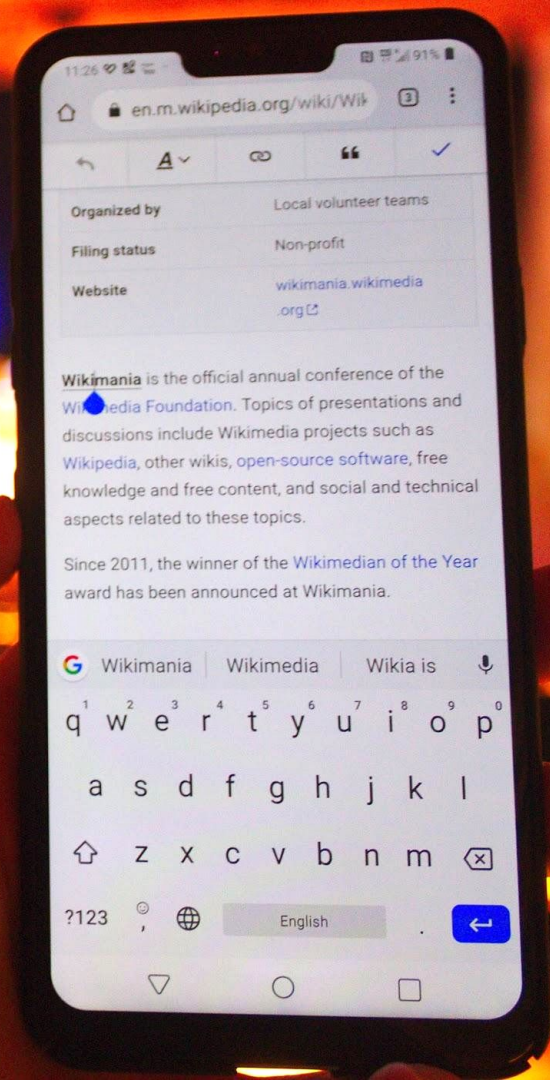 11:26 91%
en.m.wikipedia.org/wiki/Wik 3
A
Organized by Local volunteer teams
Filing status Non-profit
Website wikimania.wikimedia
.org
Wikimania is the official annual conference of the
Wikimedia Foundation. Topics of presentations and
discussions include Wikimedia projects such as
Wikipedia, other wikis, open-source software, free
knowledge and free content, and social and technical
aspects related to these topics.
Since 2011, the winner of the Wikimedian of the Year
award has been announced at Wikimania.
G Wikimania Wikimedia Wikia is
1 2 3 4 5 6 7 8 9 0
q w e r t y u i o p
a s d f g h j k l
z x c v b n m
?123 , English .